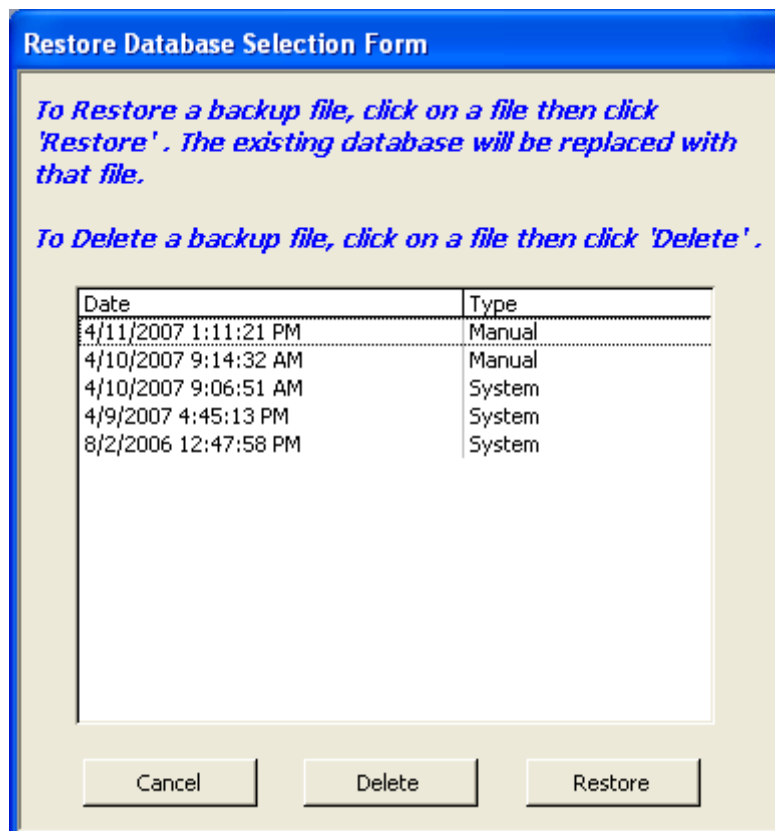 Restore Database Selection Form
To Restore a backup file, click on a file then click
'Restore' . The existing database will be replaced with
that file.
To Delete a backup file, click on a file then click 'Delete' .
Date Type
4/11/2007 1:11:21 PM Manual
4/10/2007 9:14:32 AM Manual
4/10/2007 9:06:51 AM System
4/9/2007 4:45:13 PM System
8/2/2006 12:47:58 PM System
Cancel Delete Restore